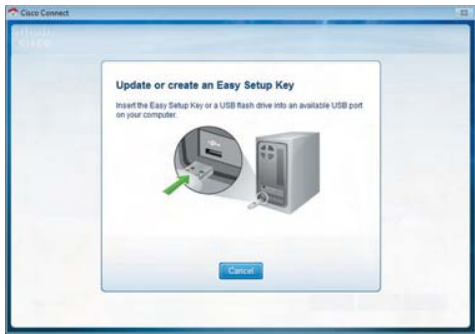 Cisco Connect
Update or create an Easy Setup Key
Insert the Easy Setup Key or a USB flash drive into an available USB port
on your computer.
Cancel